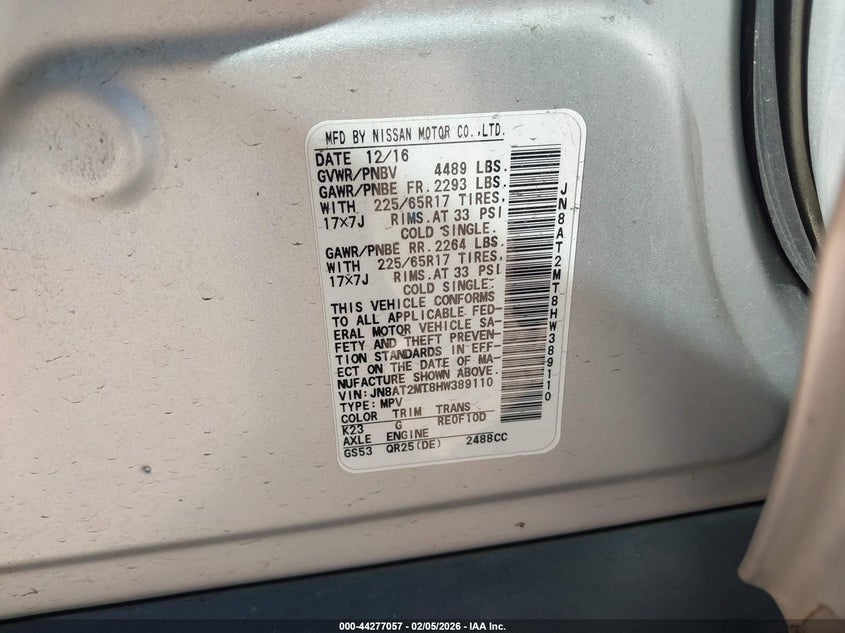 MFD BY NISSAN MOTOR CO.,LTD.
DATE 12/16
GVWR/PNBV 4489 LBS.
GAWR/PNBE FR. 2293 LBS.
WITH 225/65R17 TIRES,
17×7J RIMS.AT 33 PSI
COLD SINGLE.
GAWR/PNBE RR. 2264 LBS.
WITH 225/65R17 TIRES,
17×7J RIMS.AT 33 PSI
COLD SINGLE.
THIS VEHICLE CONFORMS
TO ALL APPLICABLE FED-
ERAL MOTOR VEHICLE SA-
FETY AND THEFT PREVEN-
TION STANDARDS IN EFF-
ECT ON THE DATE OF MA-
NUFACTURE SHOWN ABOVE.
VIN: JN8AT2MT8HW389110
TYPE: MPV
COLOR TRIM TRANS
K23 G RE0F10D
AXLE ENGINE
GS53 QR25(DE) 2488CC
JN8AT2MT8HW389110
000-44277057 - 02/05/2026 - IAA Inc.